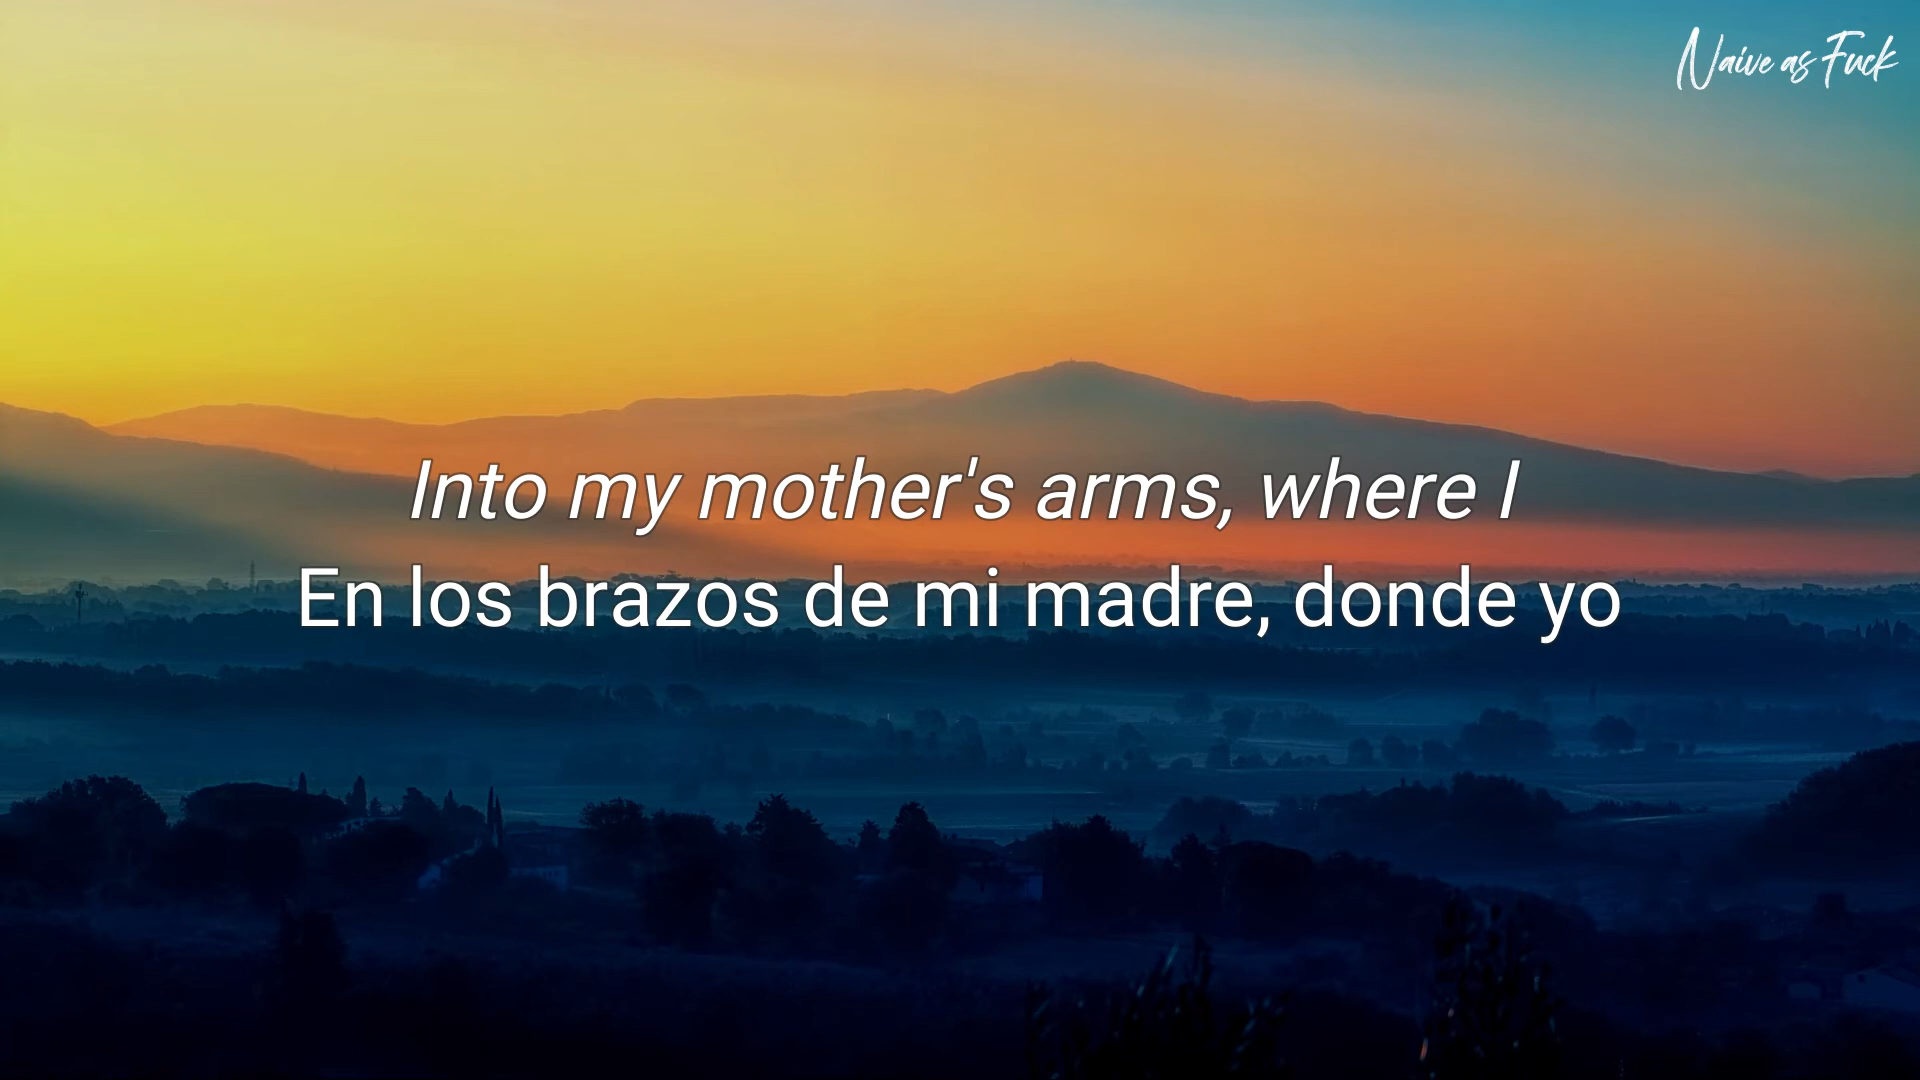 Naive as Fuck
Into my mother's arms, where I
En los brazos de mi madre, donde yo